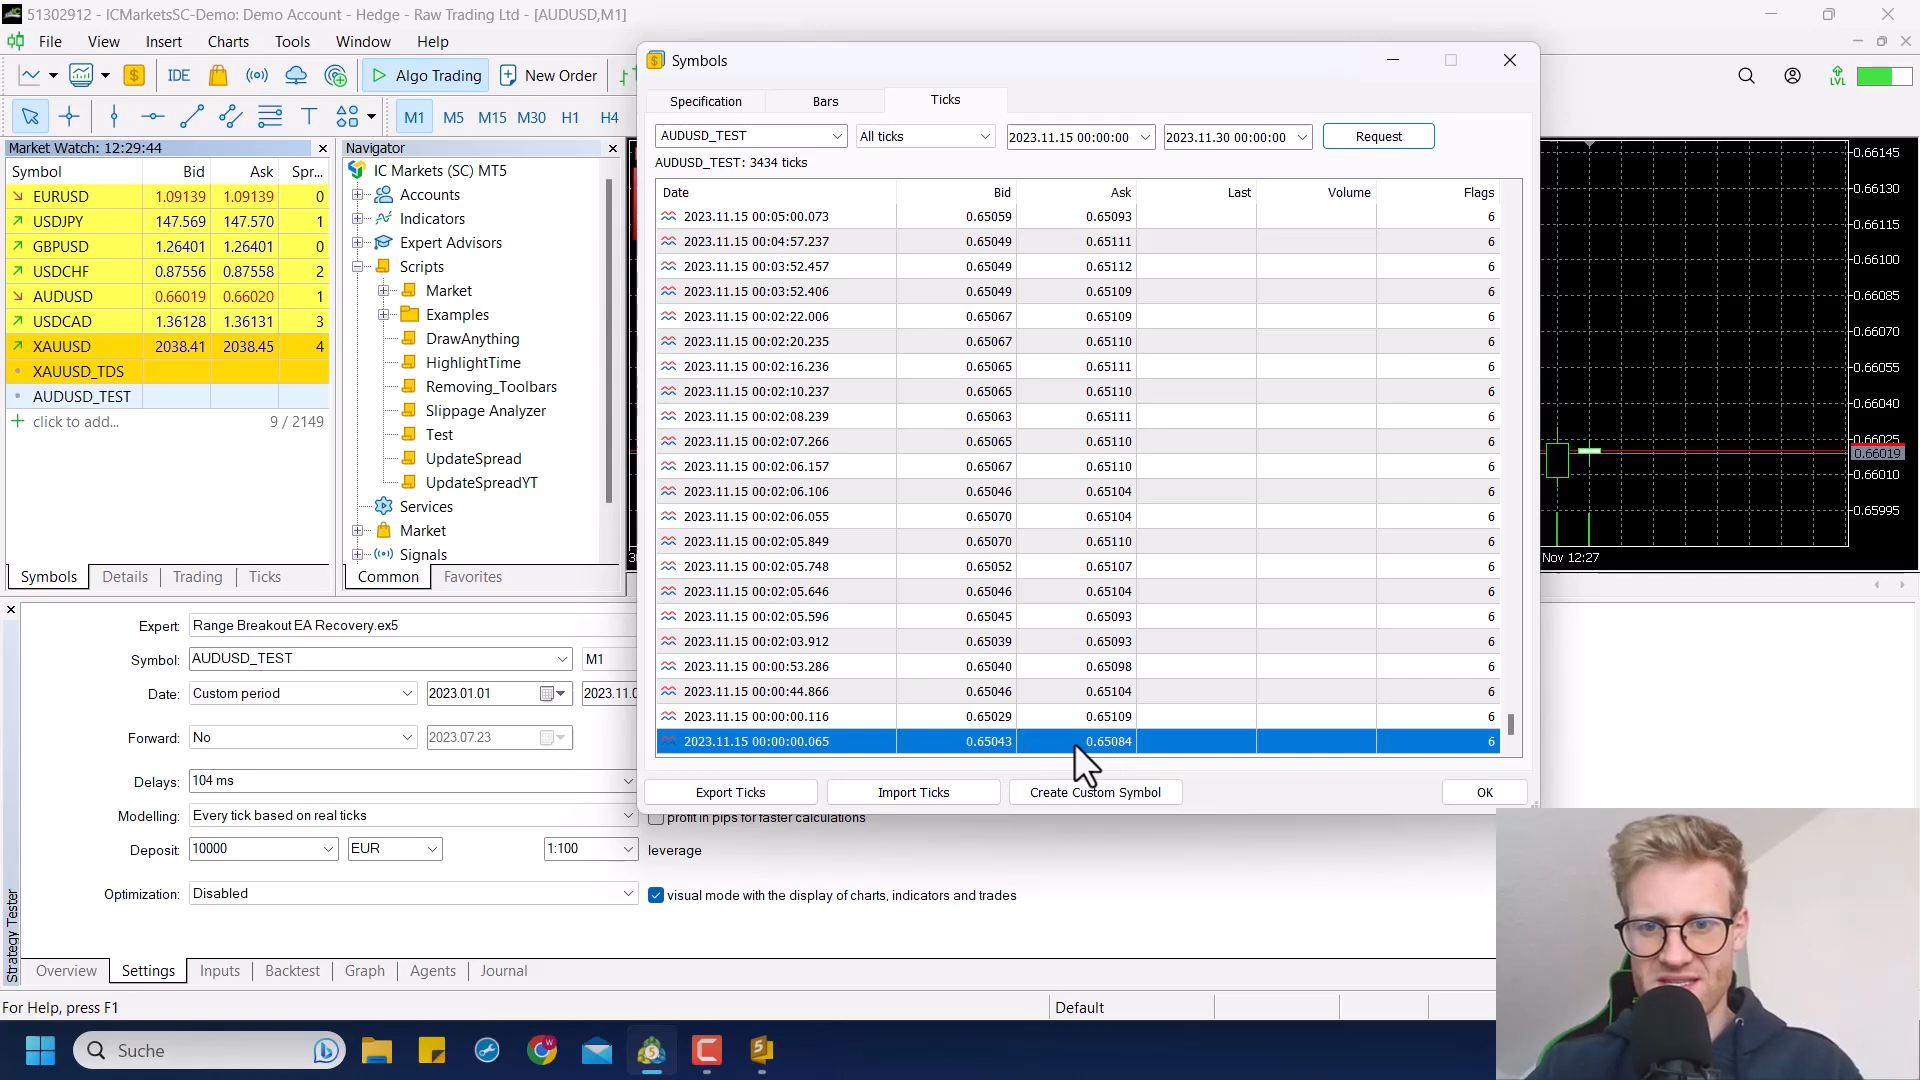 51302912 - ICMarketsSC-Demo: Demo Account - Hedge - Raw Trading Ltd - [AUDUSD,M1]
File View Insert Charts Tools Window Help
IDE Algo Trading New Order LVL
M1 M5 M15 M30 H1 H4
Market Watch: 12:29:44
Symbol Bid Ask Spr...
EURUSD 1.09139 1.09139 0
USDJPY 147.569 147.570 1
GBPUSD 1.26401 1.26401 0
USDCHF 0.87556 0.87558 2
AUDUSD 0.66019 0.66020 1
USDCAD 1.36128 1.36131 3
XAUUSD 2038.41 2038.45 4
XAUUSD_TDS
AUDUSD_TEST
click to add... 9 / 2149
Symbols Details Trading Ticks
Navigator
IC Markets (SC) MT5
Accounts
Indicators
Expert Advisors
Scripts
Market
Examples
DrawAnything
HighlightTime
Removing_Toolbars
Slippage Analyzer
Test
UpdateSpread
UpdateSpreadYT
Services
Market
Signals
Common Favorites
Symbols
Specification Bars Ticks
AUDUSD_TEST All ticks 2023.11.15 00:00:00 2023.11.30 00:00:00 Request
AUDUSD_TEST: 3434 ticks
Date Bid Ask Last Volume Flags
2023.11.15 00:05:00.073 0.65059 0.65093 6
2023.11.15 00:04:57.237 0.65049 0.65111 6
2023.11.15 00:03:52.457 0.65049 0.65112 6
2023.11.15 00:03:52.406 0.65049 0.65109 6
2023.11.15 00:02:22.006 0.65067 0.65109 6
2023.11.15 00:02:20.235 0.65067 0.65110 6
2023.11.15 00:02:16.236 0.65065 0.65111 6
2023.11.15 00:02:10.237 0.65065 0.65110 6
2023.11.15 00:02:08.239 0.65063 0.65111 6
2023.11.15 00:02:07.266 0.65065 0.65110 6
2023.11.15 00:02:06.157 0.65067 0.65110 6
2023.11.15 00:02:06.106 0.65046 0.65104 6
2023.11.15 00:02:06.055 0.65070 0.65104 6
2023.11.15 00:02:05.849 0.65070 0.65110 6
2023.11.15 00:02:05.748 0.65052 0.65107 6
2023.11.15 00:02:05.646 0.65046 0.65104 6
2023.11.15 00:02:05.596 0.65045 0.65093 6
2023.11.15 00:02:03.912 0.65039 0.65093 6
2023.11.15 00:00:53.286 0.65040 0.65098 6
2023.11.15 00:00:44.866 0.65046 0.65104 6
2023.11.15 00:00:00.116 0.65029 0.65109 6
2023.11.15 00:00:00.065 0.65043 0.65084 6
Export Ticks Import Ticks Create Custom Symbol OK
0.66145
0.66130
0.66115
0.66100
0.66085
0.66070
0.66055
0.66040
0.66025
0.66019
0.66010
0.65995
Nov 12:27
Expert: Range Breakout EA Recovery.ex5
Symbol: AUDUSD_TEST M1
Date: Custom period 2023.01.01 2023.11.0
Forward: No 2023.07.23
Delays: 104 ms
Modelling: Every tick based on real ticks profit in pips for faster calculations
Deposit: 10000 EUR 1:100 leverage
Optimization: Disabled visual mode with the display of charts, indicators and trades
Strategy Tester
Overview Settings Inputs Backtest Graph Agents Journal
For Help, press F1 Default
Suche